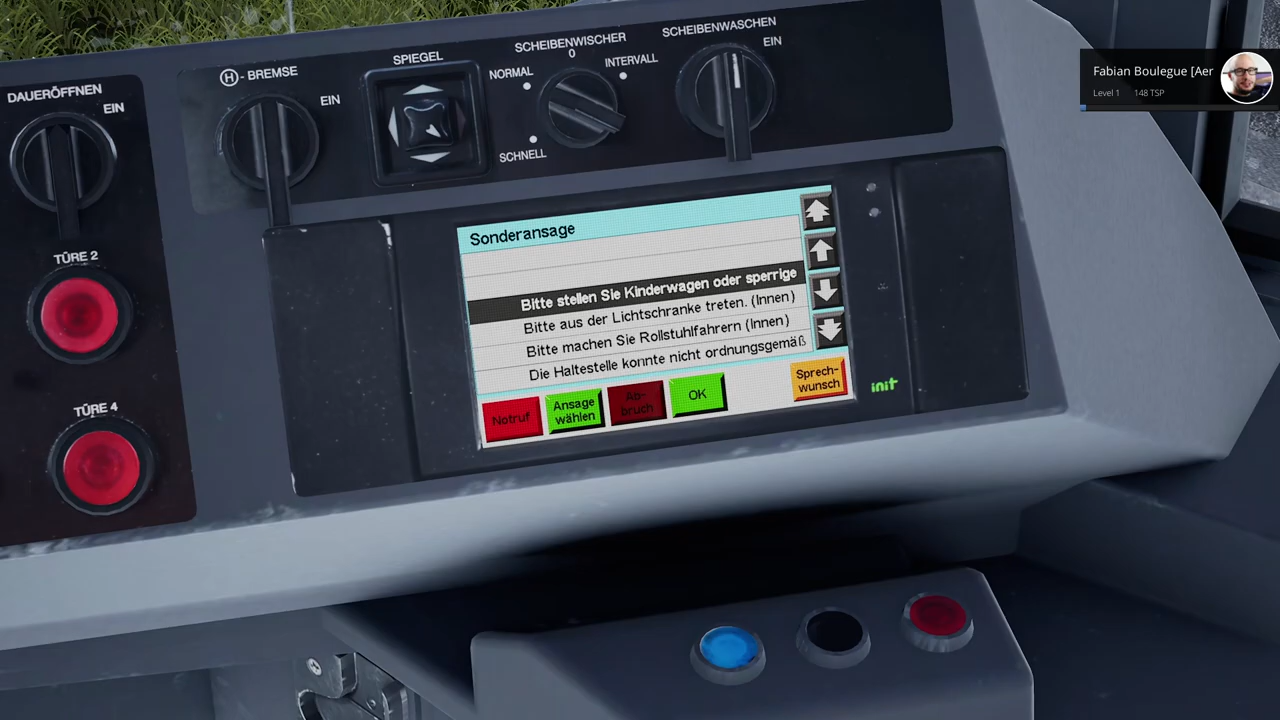 DAUERÖFFNEN
EIN
Ⓗ - BREMSE
EIN
SPIEGEL
SCHEIBENWISCHER
0
NORMAL
INTERVALL
SCHNELL
SCHEIBENWASCHEN
EIN
Fabian Boulegue [Aer
Level 1 148 TSP
TÜRE 2
TÜRE 4
Sonderansage
Bitte stellen Sie Kinderwagen oder sperrige
Bitte aus der Lichtschranke treten. (Innen)
Bitte machen Sie Rollstuhlfahrern (Innen)
Die Haltestelle konnte nicht ordnungsgemäß
Notruf
Ansage
wählen
Ab-
bruch
OK
Sprech-
wunsch
init